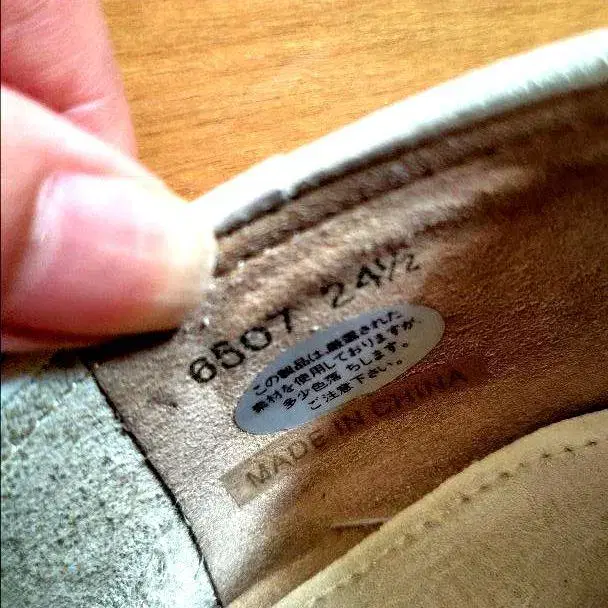 6507 24½
この製品は 厳選された
素材を使用しておりますが、
多少色落 ちします。
ご注意下さい。
MADE IN CHINA